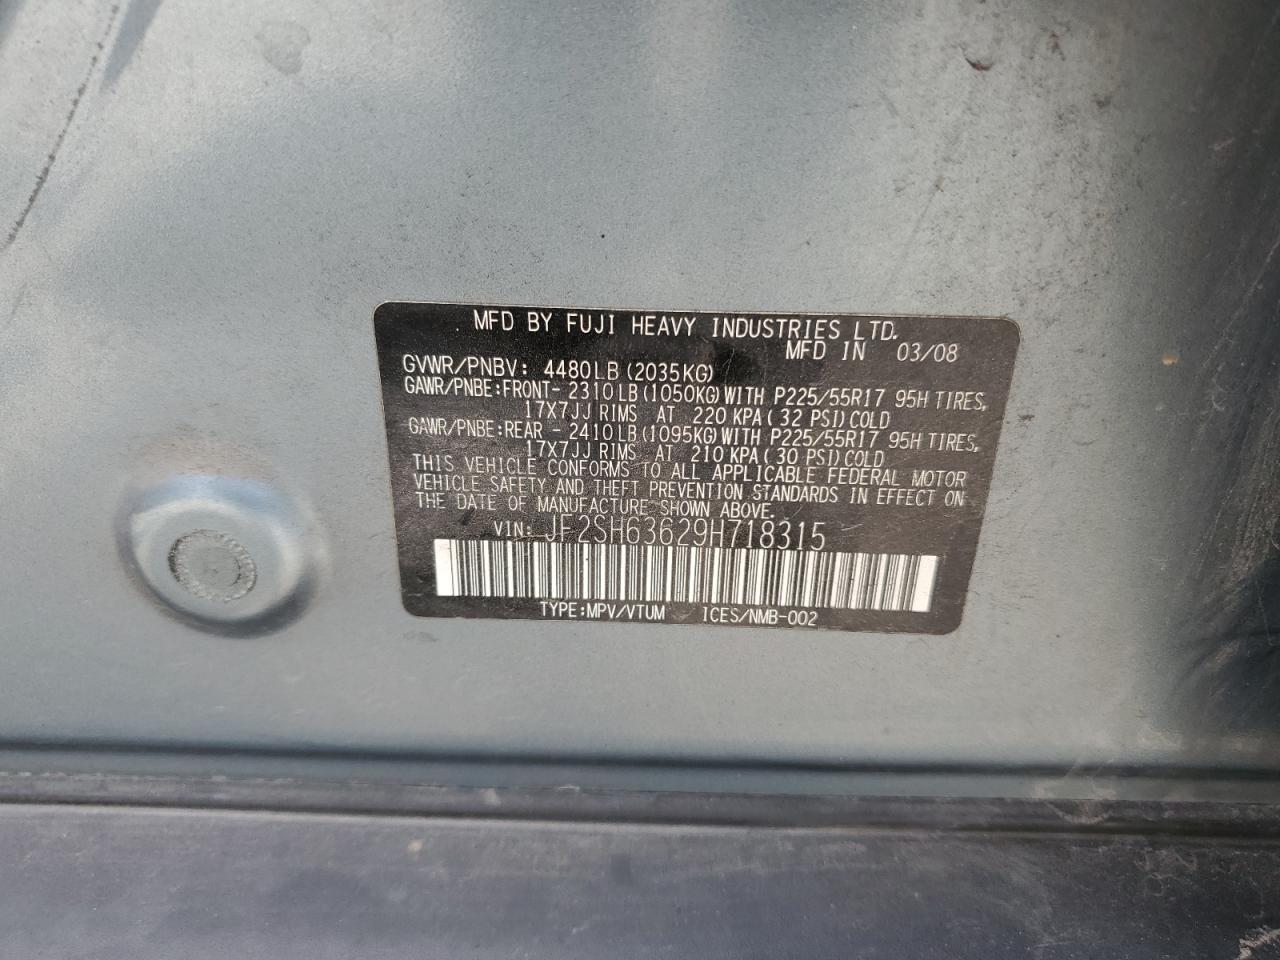 MFD BY FUJI HEAVY INDUSTRIES LTD.
MFD IN 03/08
GVWR/PNBV: 4480LB (2035KG)
GAWR/PNBE:FRONT- 2310LB (1050KG) WITH P225/55R17 95H TIRES,
17X7JJ RIMS AT 220 KPA (32 PSI) COLD
GAWR/PNBE:REAR - 2410LB (1095KG) WITH P225/55R17 95H TIRES,
17X7JJ RIMS AT 210 KPA (30 PSI) COLD
THIS VEHICLE CONFORMS TO ALL APPLICABLE FEDERAL MOTOR
VEHICLE SAFETY AND THEFT PREVENTION STANDARDS IN EFFECT ON
THE DATE OF MANUFACTURE SHOWN ABOVE.
VIN: JF2SH63629H718315
TYPE:MPV/VTUM ICES/NMB-002